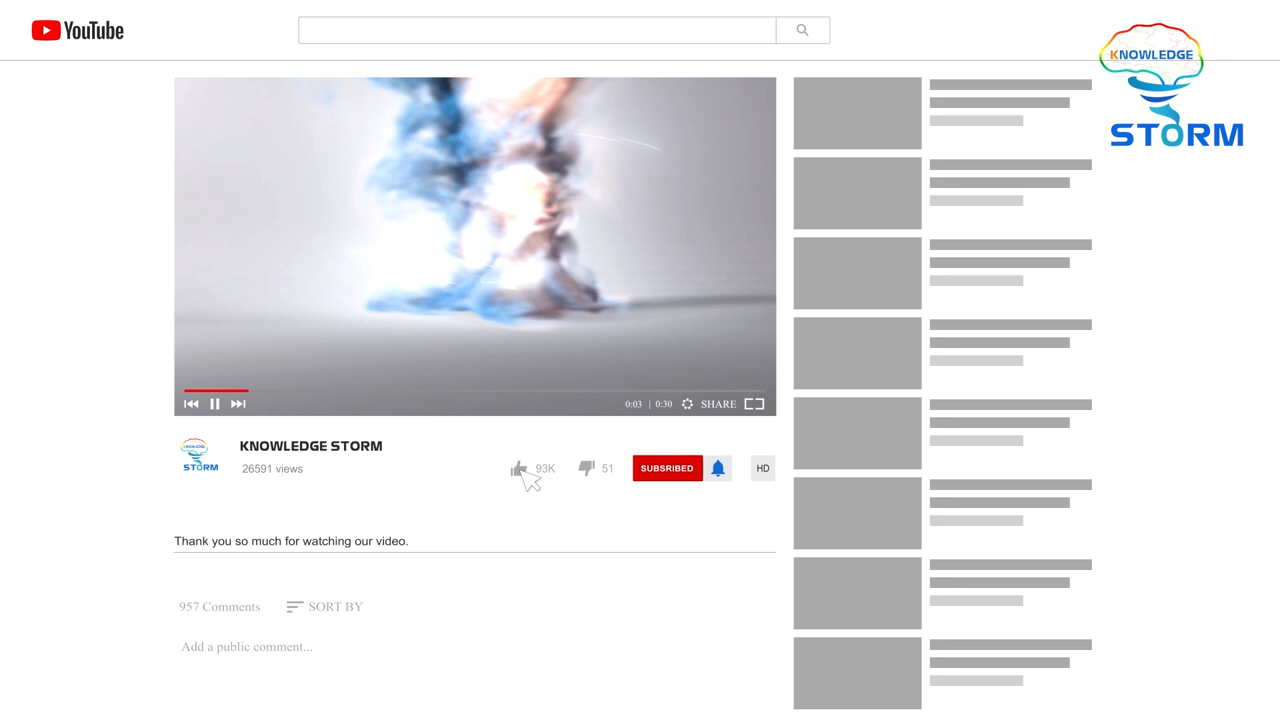 YouTube
KNOWLEDGE
STORM
0:03 | 0:30 SHARE
KNOWLEDGE
STORM
KNOWLEDGE STORM
26591 views
93K
51
SUBSRIBED
HD
Thank you so much for watching our video.
957 Comments
SORT BY
Add a public comment...